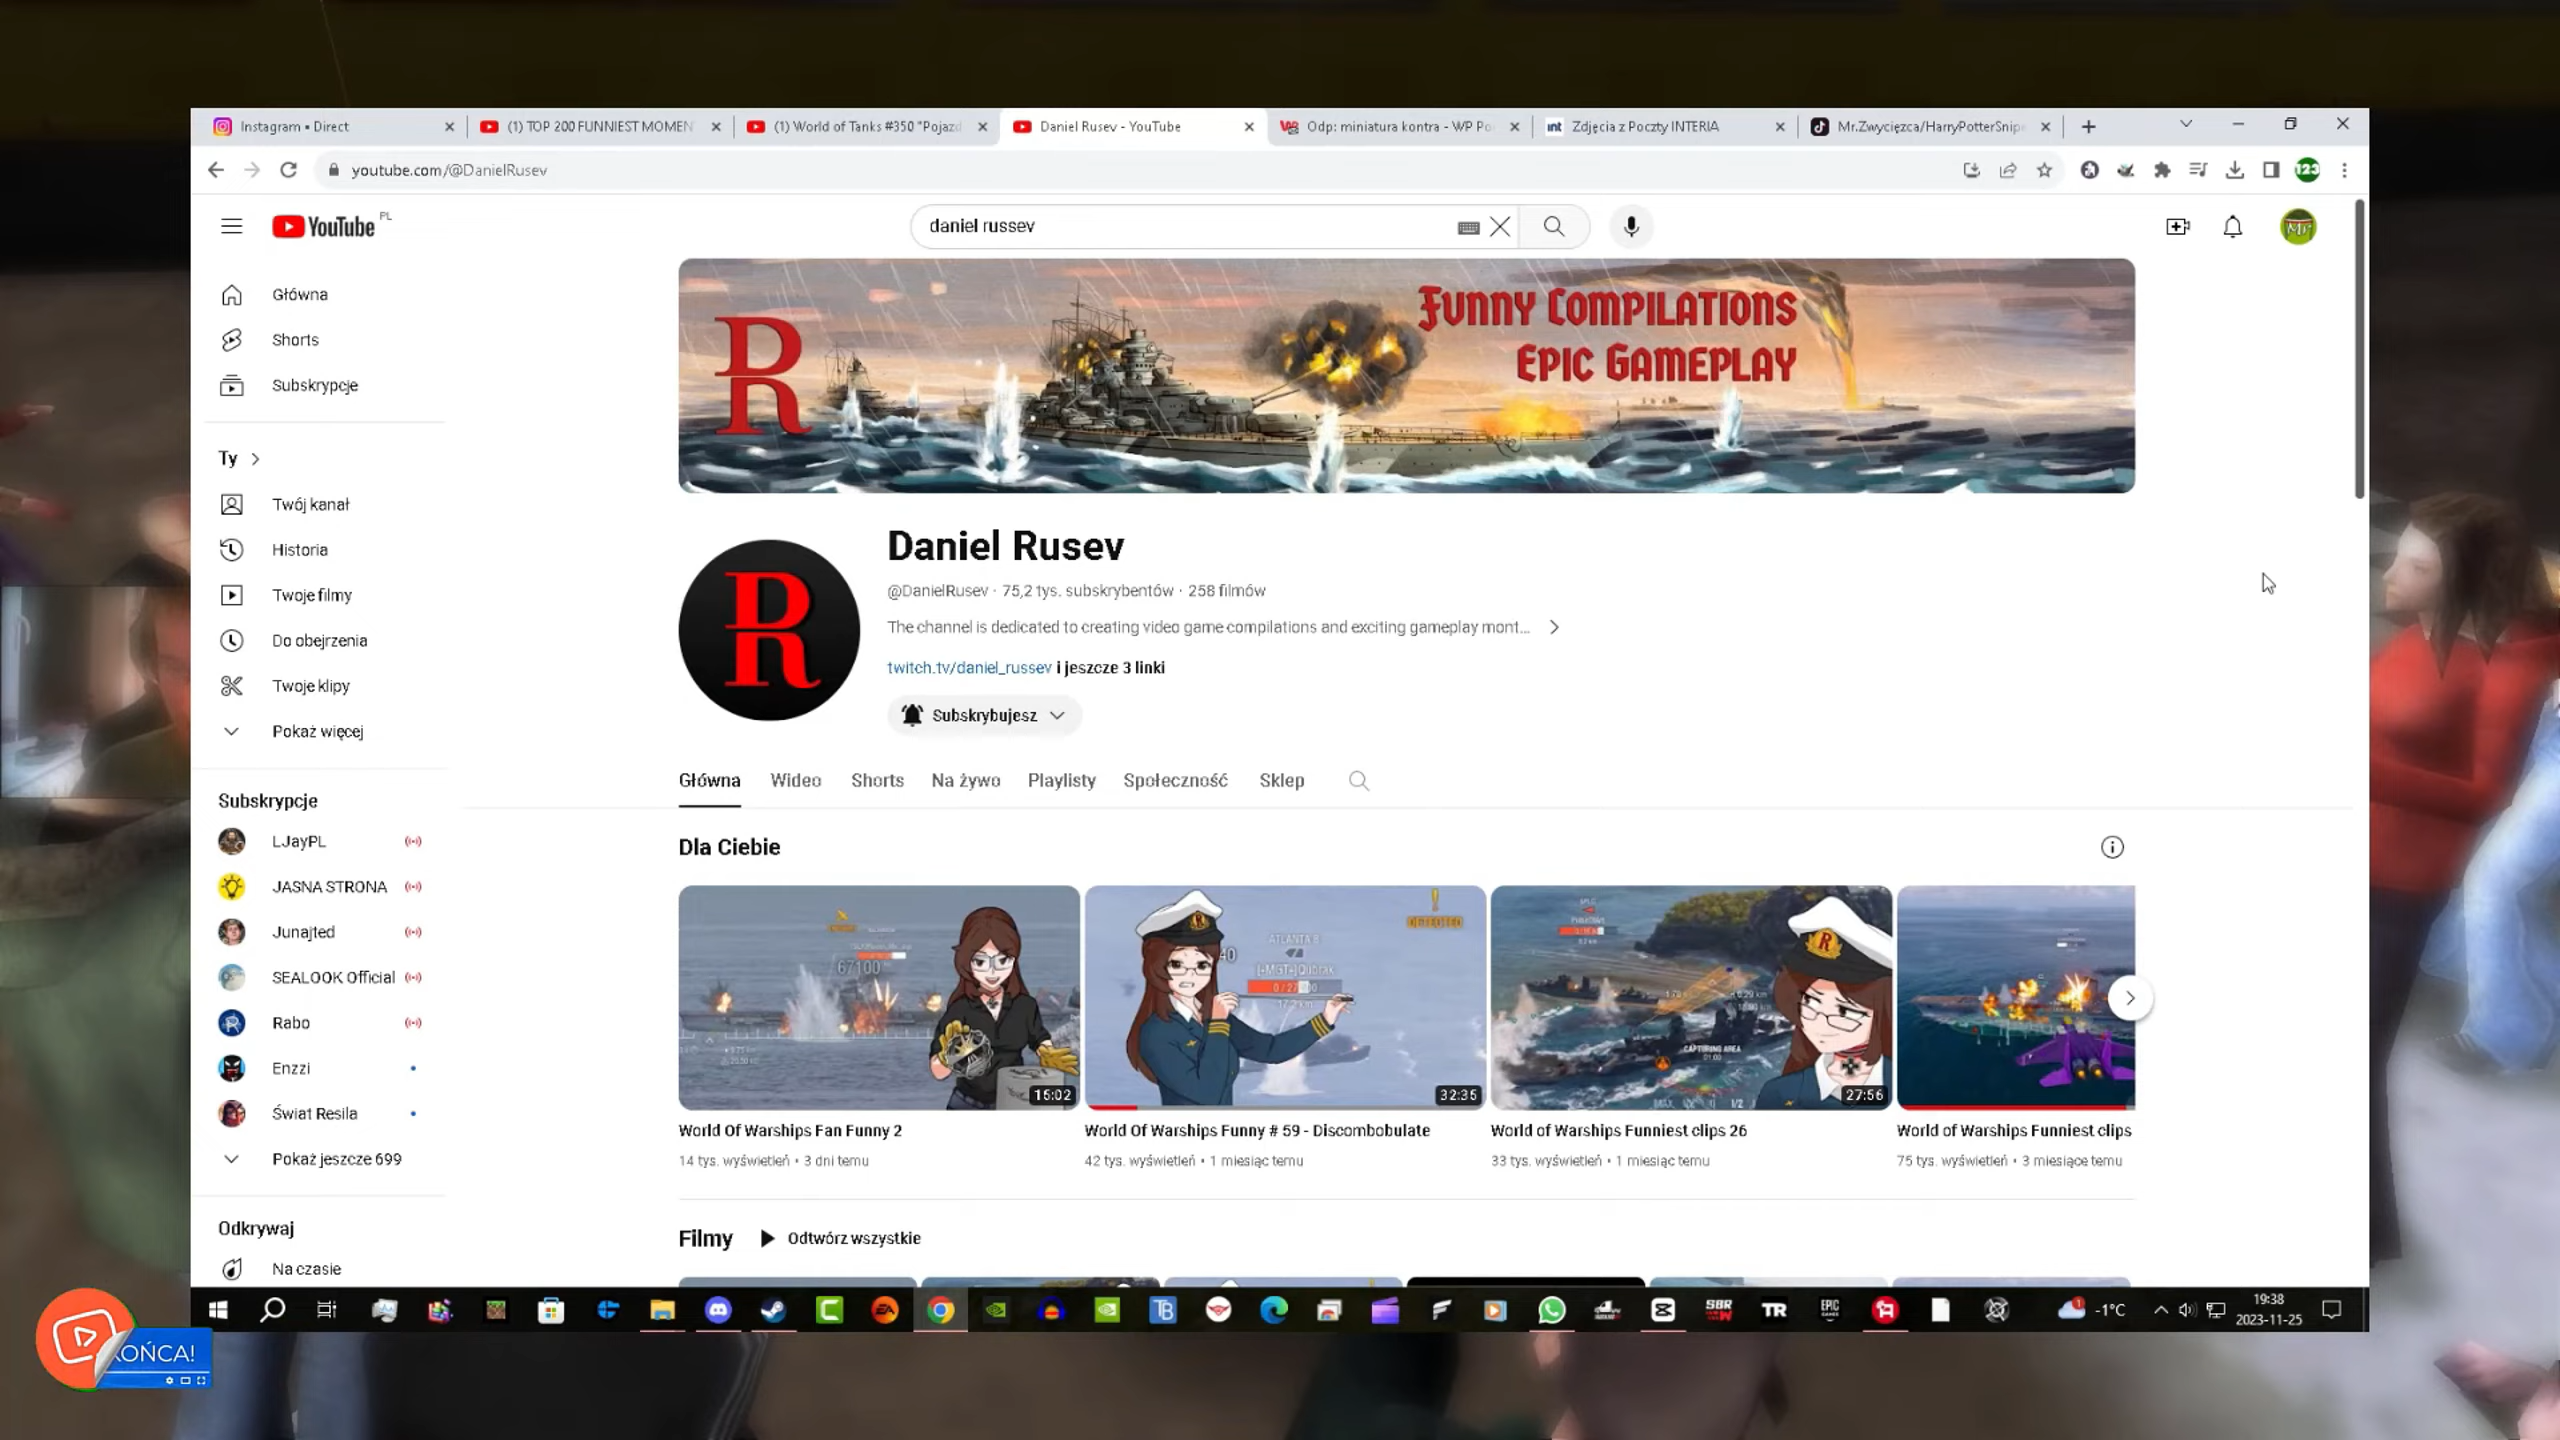 Instagram • Direct
(1) TOP 200 FUNNIEST MOMEN
(1) World of Tanks #350 "Pojazd
Daniel Rusev - YouTube
Odp: miniatura kontra - WP Po
Zdjęcia z Poczty INTERIA
Mr.Zwycięzca/HarryPotterSnipe
youtube.com/@DanielRusev
123
YouTube PL
daniel russev
Główna
Shorts
Subskrypcje
Ty
Twój kanał
Historia
Twoje filmy
Do obejrzenia
Twoje klipy
Pokaż więcej
Subskrypcje
LJayPL
JASNA STRONA
Junajted
SEALOOK Official
Rabo
Enzzi
Świat Resila
Pokaż jeszcze 699
Odkrywaj
Na czasie
R
Funny Compilations
Epic Gameplay
R
Daniel Rusev
@DanielRusev · 75,2 tys. subskrybentów · 258 filmów
The channel is dedicated to creating video game compilations and exciting gameplay mont...
twitch.tv/daniel_russev i jeszcze 3 linki
Subskrybujesz
Główna Wideo Shorts Na żywo Playlisty Społeczność Sklep
Dla Ciebie
67100
15:02
DETECTED
ATLANTA B
32:35
CAPTURING AREA
27:56
World Of Warships Fan Funny 2
14 tys. wyświetleń • 3 dni temu
World Of Warships Funny # 59 - Discombobulate
42 tys. wyświetleń • 1 miesiąc temu
World of Warships Funniest clips 26
33 tys. wyświetleń • 1 miesiąc temu
World of Warships Funniest clips
75 tys. wyświetleń • 3 miesiące temu
Filmy
Odtwórz wszystkie
-1°C
19:38
2023-11-25
KOŃCA!